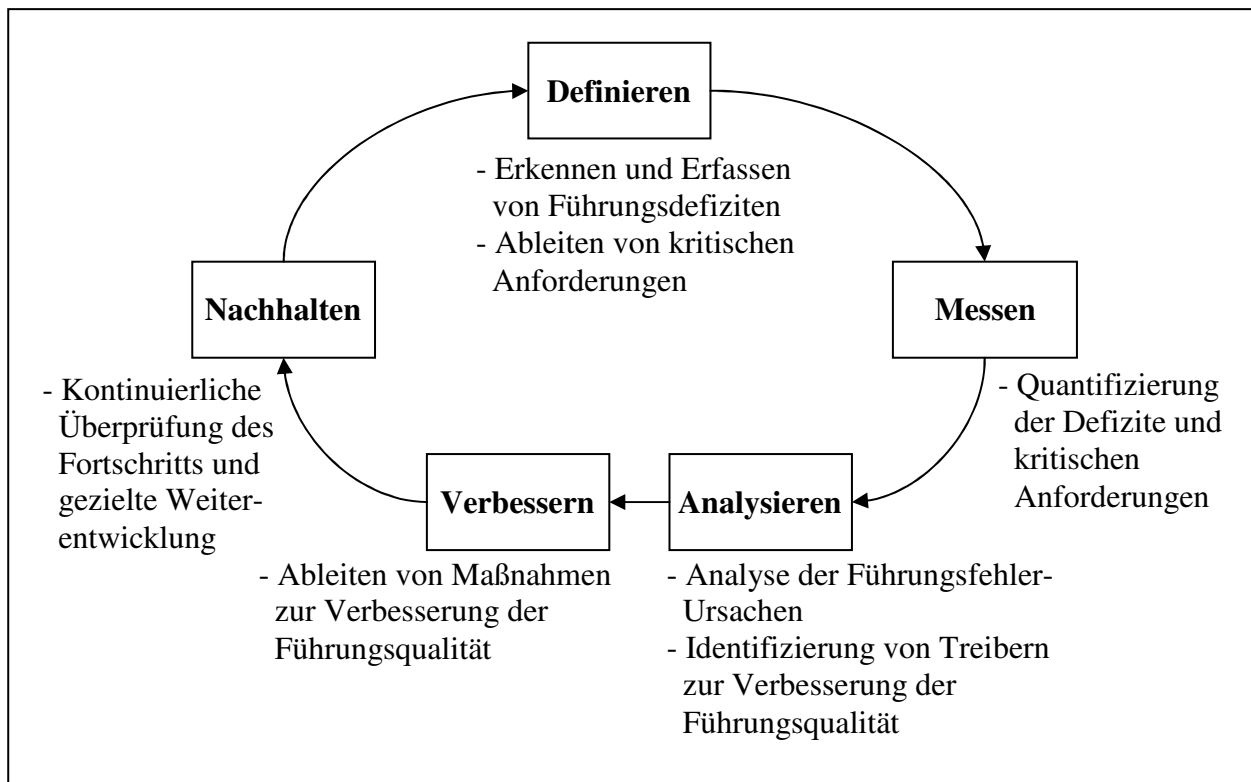 Definieren
- Erkennen und Erfassen
von Führungsdefiziten
- Ableiten von kritischen
Anforderungen
Messen
- Quantifizierung
der Defizite und
kritischen
Anforderungen
Analysieren
- Analyse der Führungsfehler-
Ursachen
- Identifizierung von Treibern
zur Verbesserung der
Führungsqualität
Verbessern
- Ableiten von Maßnahmen
zur Verbesserung der
Führungsqualität
Nachhalten
- Kontinuierliche
Überprüfung des
Fortschritts und
gezielte Weiter-
entwicklung